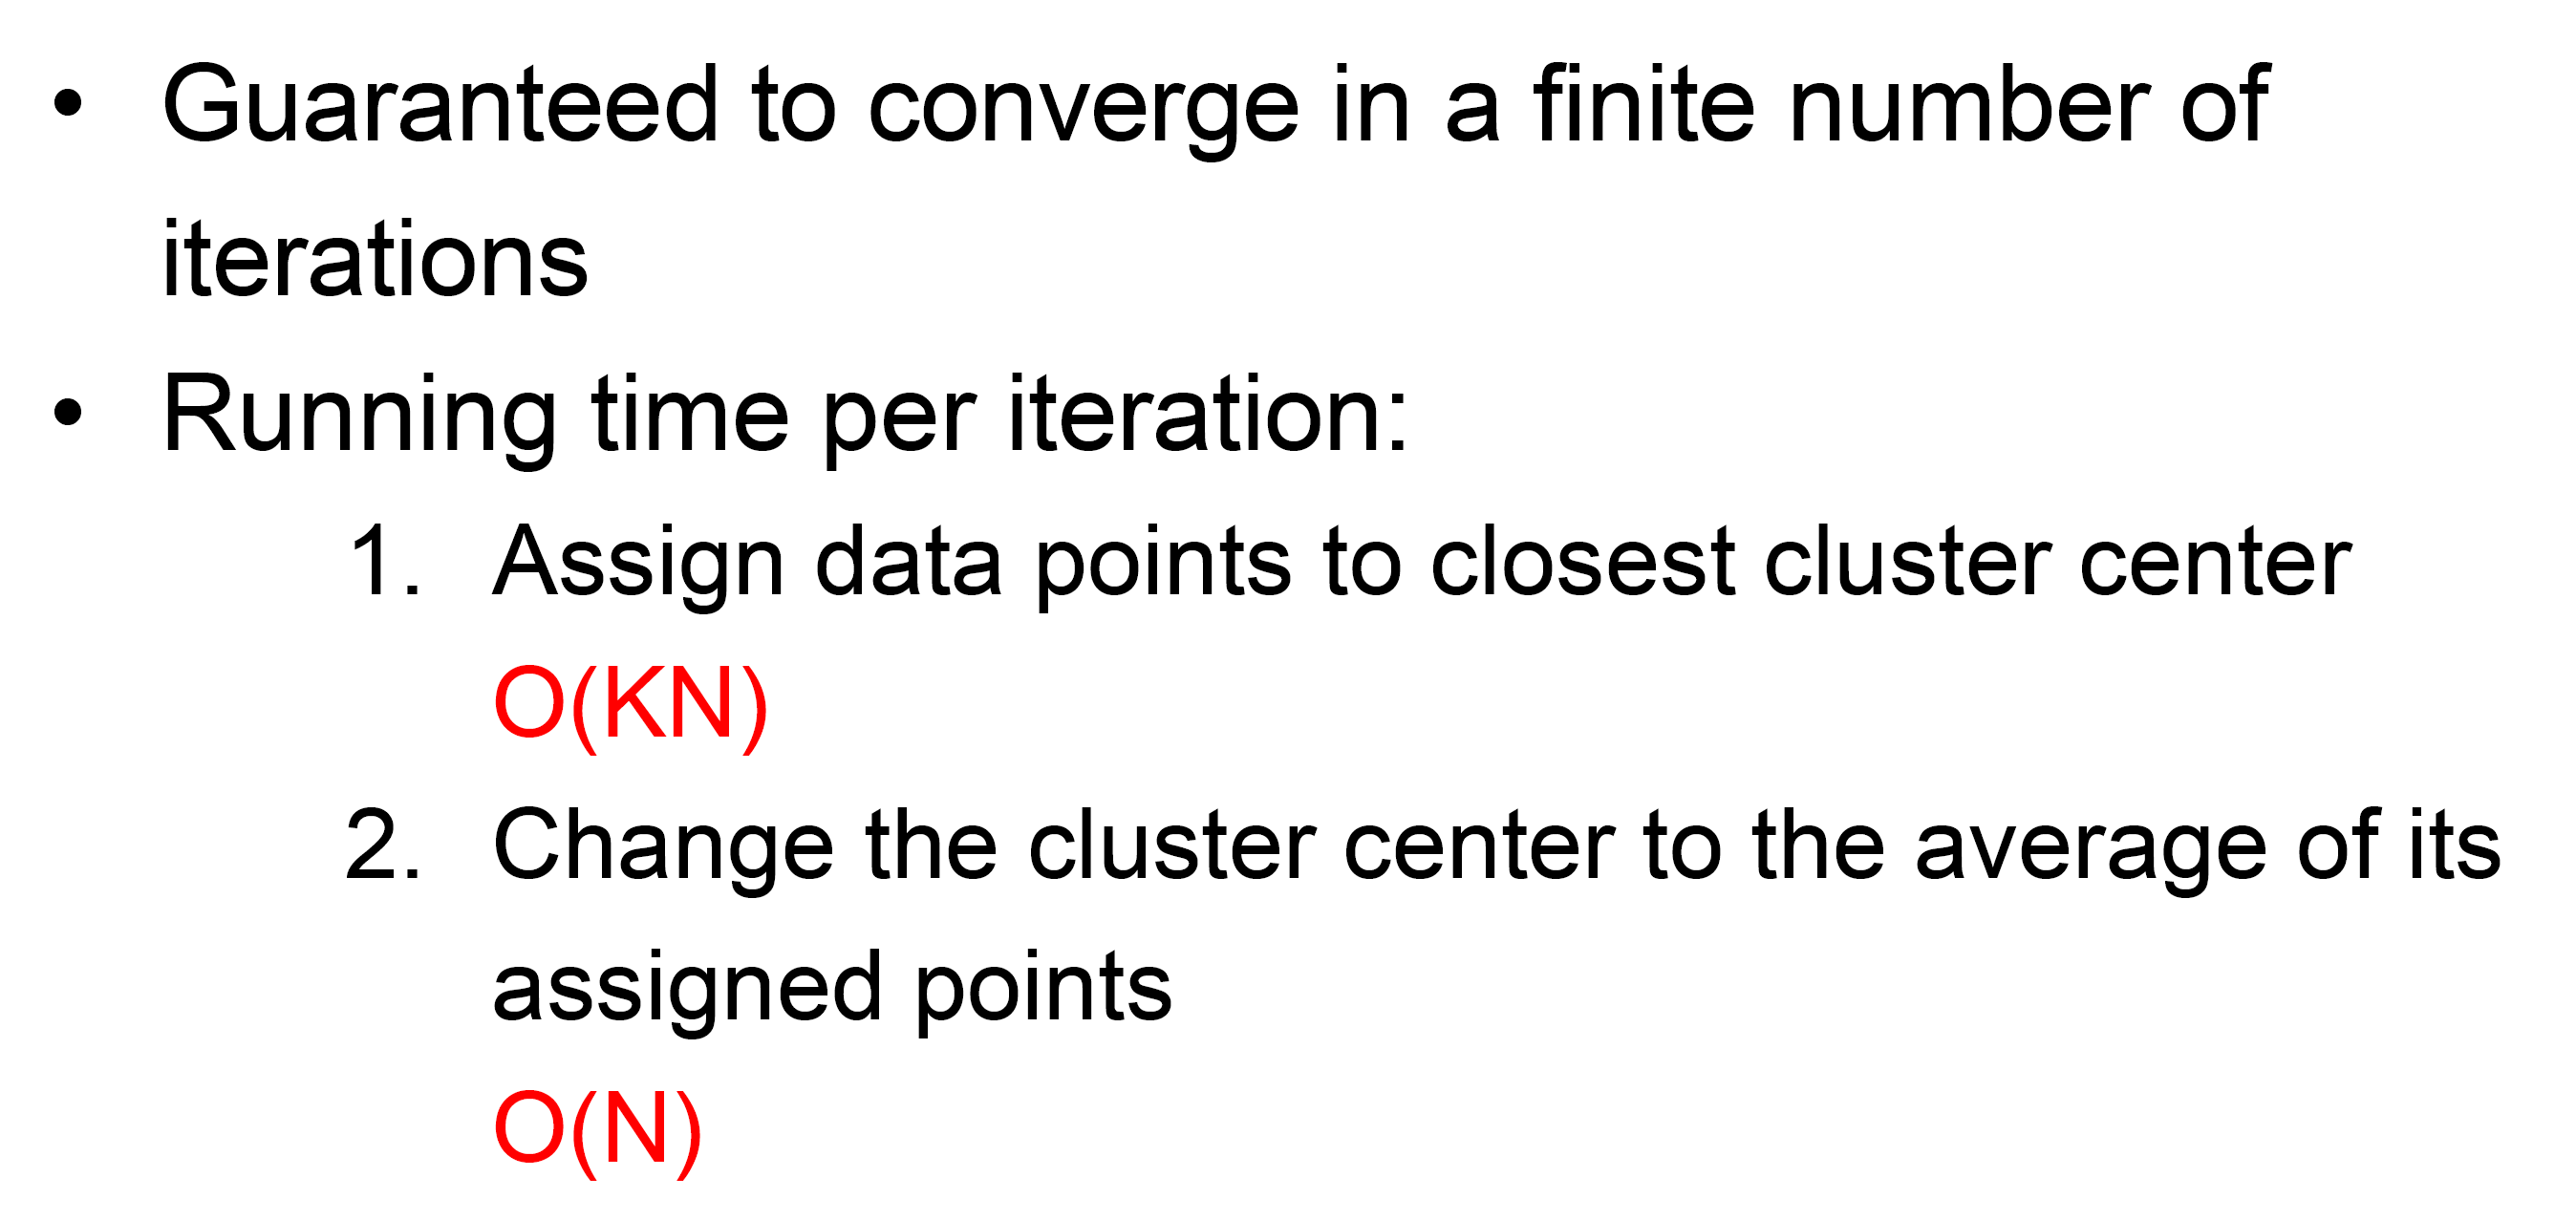 • Guaranteed to converge in a finite number of
iterations
• Running time per iteration:
1. Assign data points to closest cluster center
O(KN)
2. Change the cluster center to the average of its
assigned points
O(N)